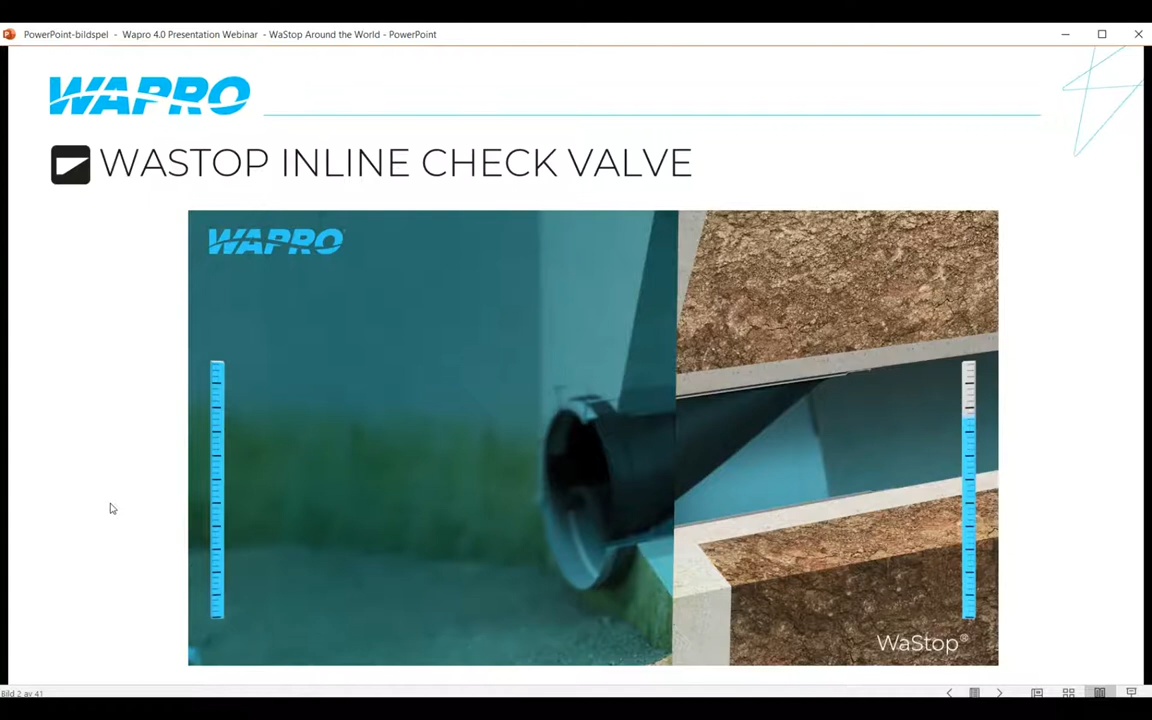 PowerPoint-bildspel - Wapro 4.0 Presentation Webinar - WaStop Around the World - PowerPoint
WAPRO
WASTOP INLINE CHECK VALVE
WAPRO
WaStop®
Bild 2 av 41